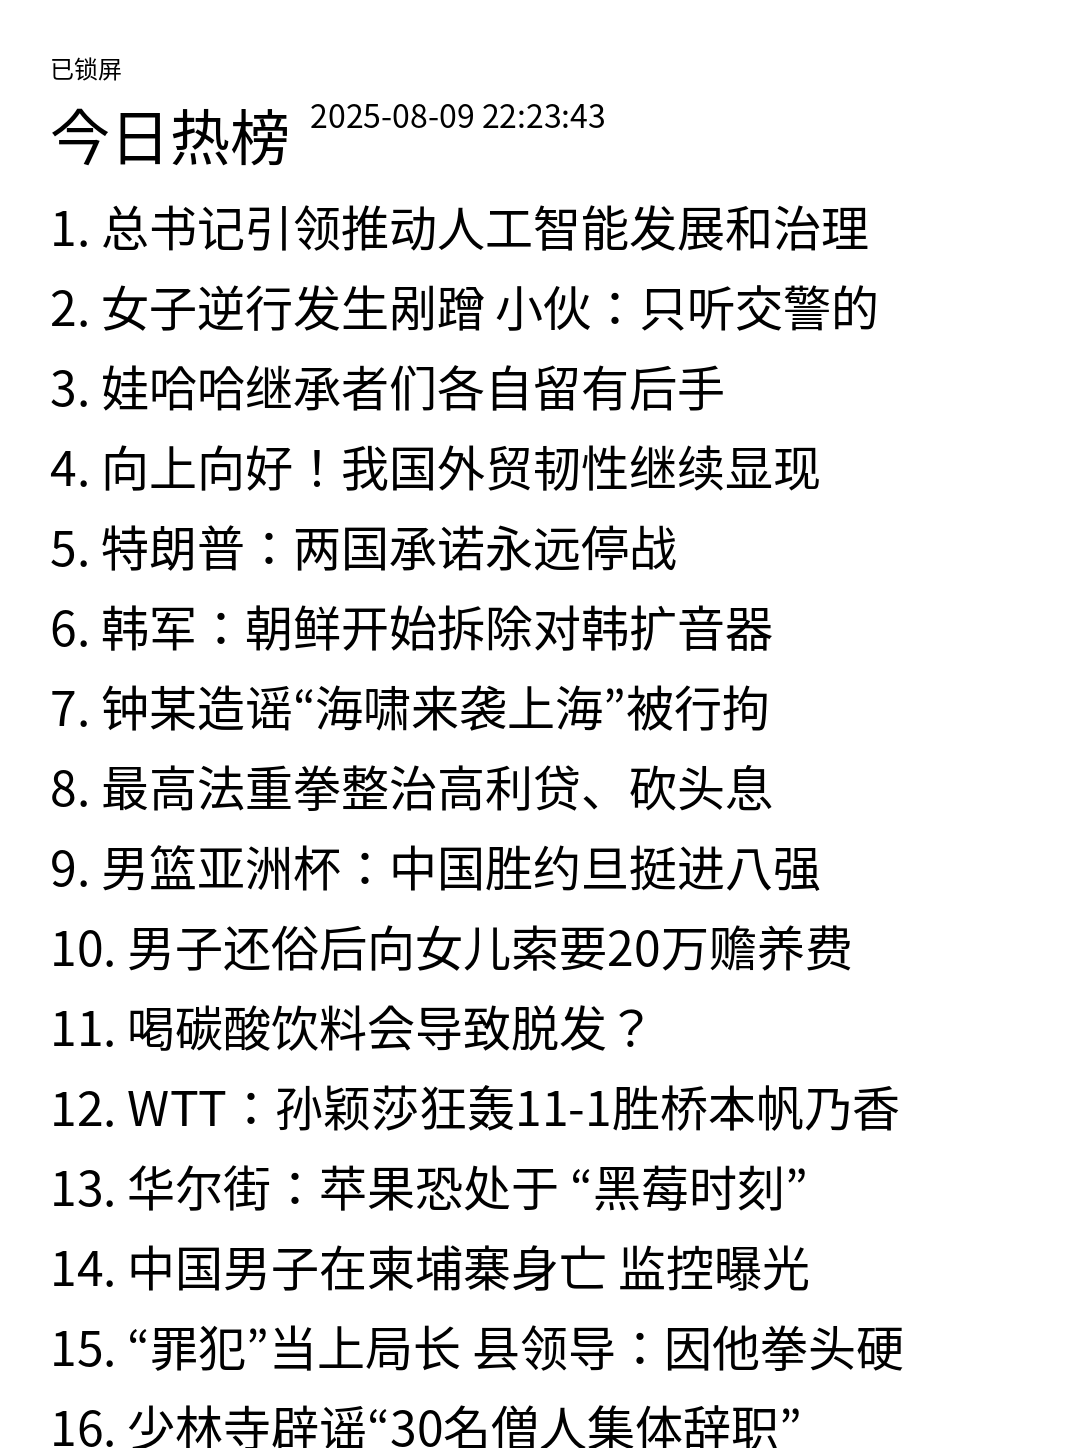 已锁屏
今日热榜 2025-08-09 22:23:43
1. 总书记引领推动人工智能发展和治理
2. 女子逆行发生剐蹭 小伙：只听交警的
3. 娃哈哈继承者们各自留有后手
4. 向上向好！我国外贸韧性继续显现
5. 特朗普：两国承诺永远停战
6. 韩军：朝鲜开始拆除对韩扩音器
7. 钟某造谣“海啸来袭上海”被行拘
8. 最高法重拳整治高利贷、砍头息
9. 男篮亚洲杯：中国胜约旦挺进八强
10. 男子还俗后向女儿索要20万赡养费
11. 喝碳酸饮料会导致脱发？
12. WTT：孙颖莎狂轰11-1胜桥本帆乃香
13. 华尔街：苹果恐处于 “黑莓时刻”
14. 中国男子在柬埔寨身亡 监控曝光
15. “罪犯”当上局长 县领导：因他拳头硬
16. 少林寺辟谣“30名僧人集体辞职”